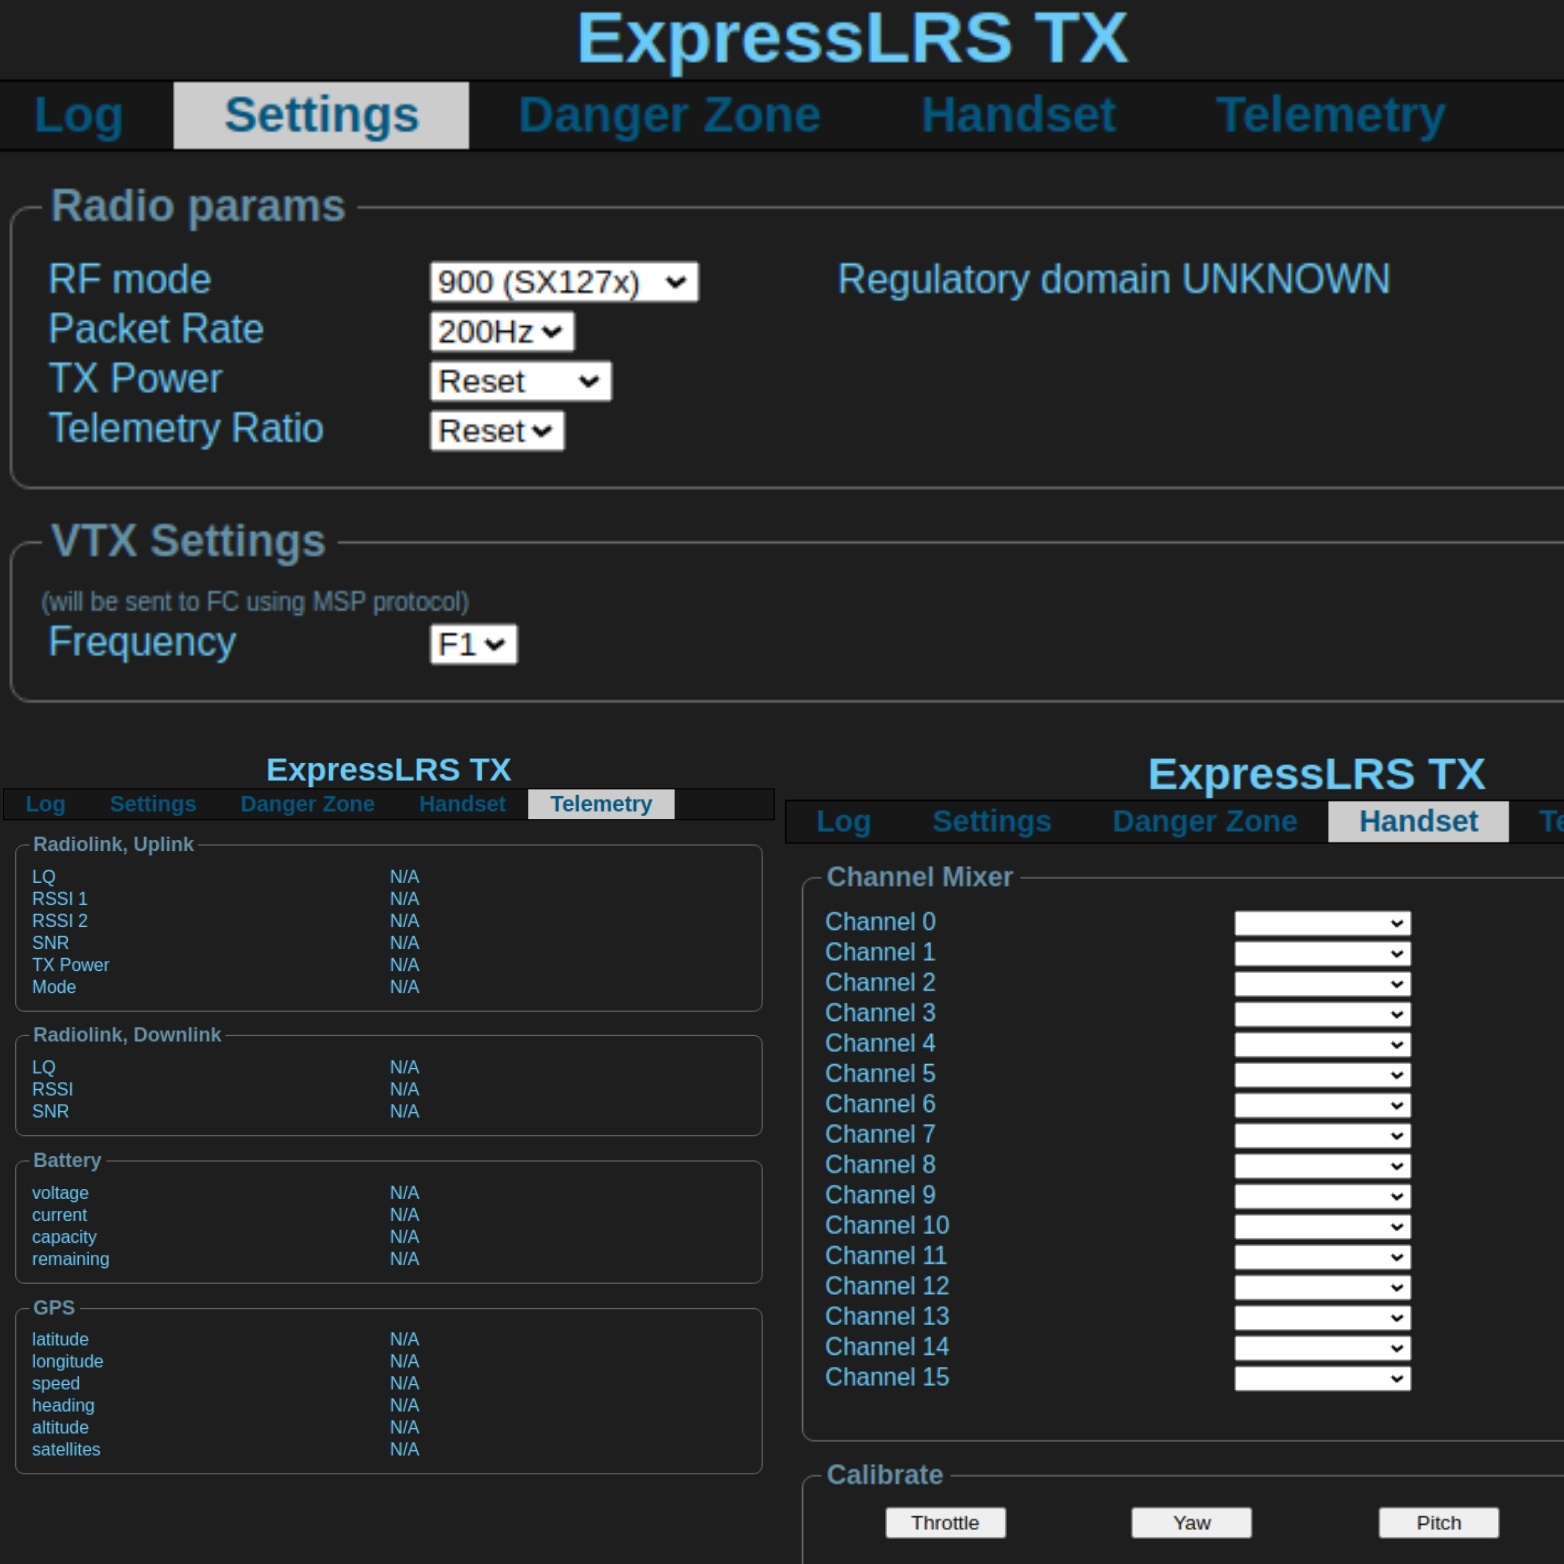 ExpressLRS TX
Log Settings Danger Zone Handset Telemetry
Radio params
RF mode 900 (SX127x) Regulatory domain UNKNOWN
Packet Rate 200Hz
TX Power Reset
Telemetry Ratio Reset
VTX Settings
(will be sent to FC using MSP protocol)
Frequency F1
ExpressLRS TX
Log Settings Danger Zone Handset Telemetry
Radiolink, Uplink
LQ N/A
RSSI 1 N/A
RSSI 2 N/A
SNR N/A
TX Power N/A
Mode N/A
Radiolink, Downlink
LQ N/A
RSSI N/A
SNR N/A
Battery
voltage N/A
current N/A
capacity N/A
remaining N/A
GPS
latitude N/A
longitude N/A
speed N/A
heading N/A
altitude N/A
satellites N/A
ExpressLRS TX
Log Settings Danger Zone Handset Te
Channel Mixer
Channel 0
Channel 1
Channel 2
Channel 3
Channel 4
Channel 5
Channel 6
Channel 7
Channel 8
Channel 9
Channel 10
Channel 11
Channel 12
Channel 13
Channel 14
Channel 15
Calibrate
Throttle Yaw Pitch